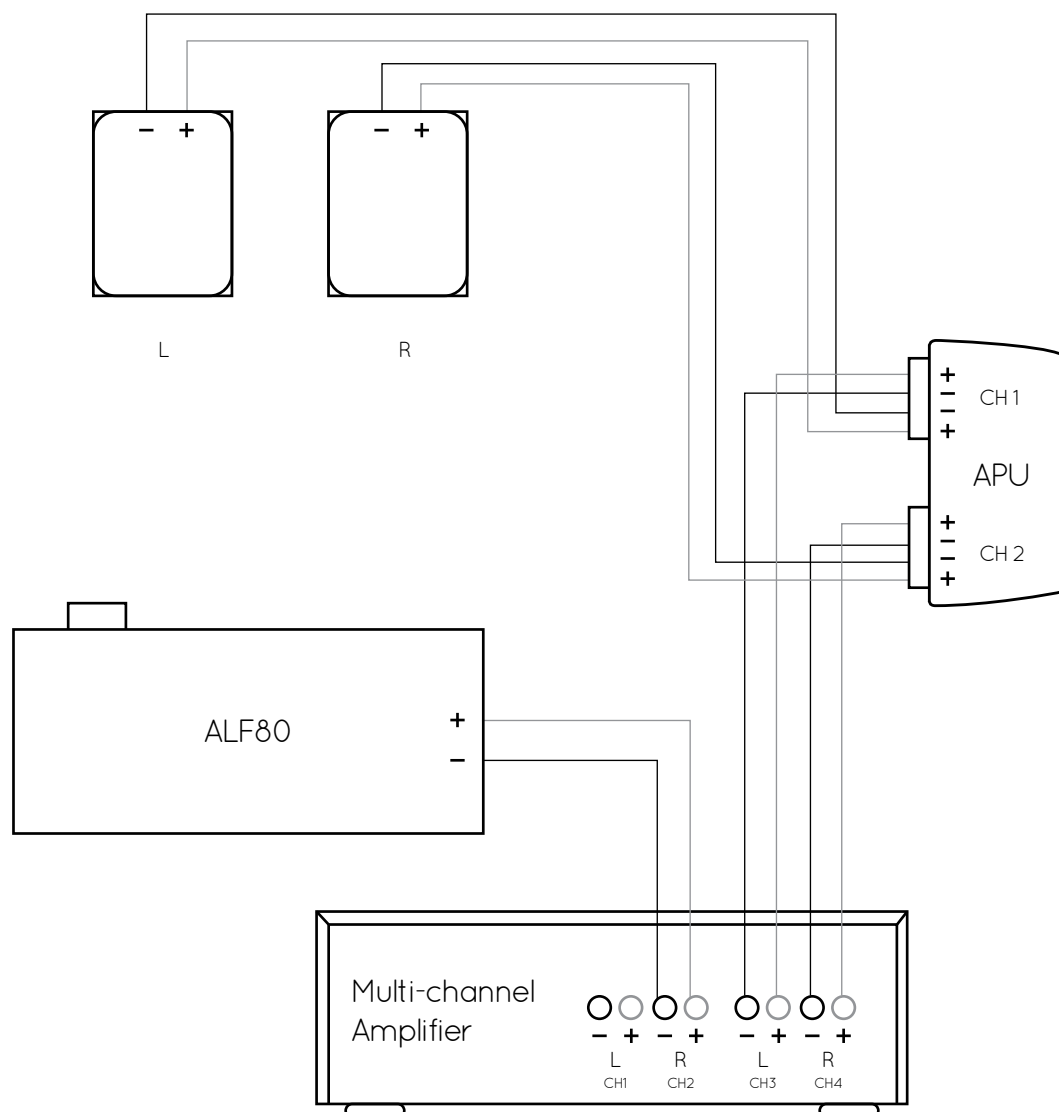 − +
− +
L
R
+
−
−
+
CH 1
APU
+
−
−
+
CH 2
ALF80
+
−
Multi-channel
Amplifier
− + − + − + − +
L R L R
CH1 CH2 CH3 CH4